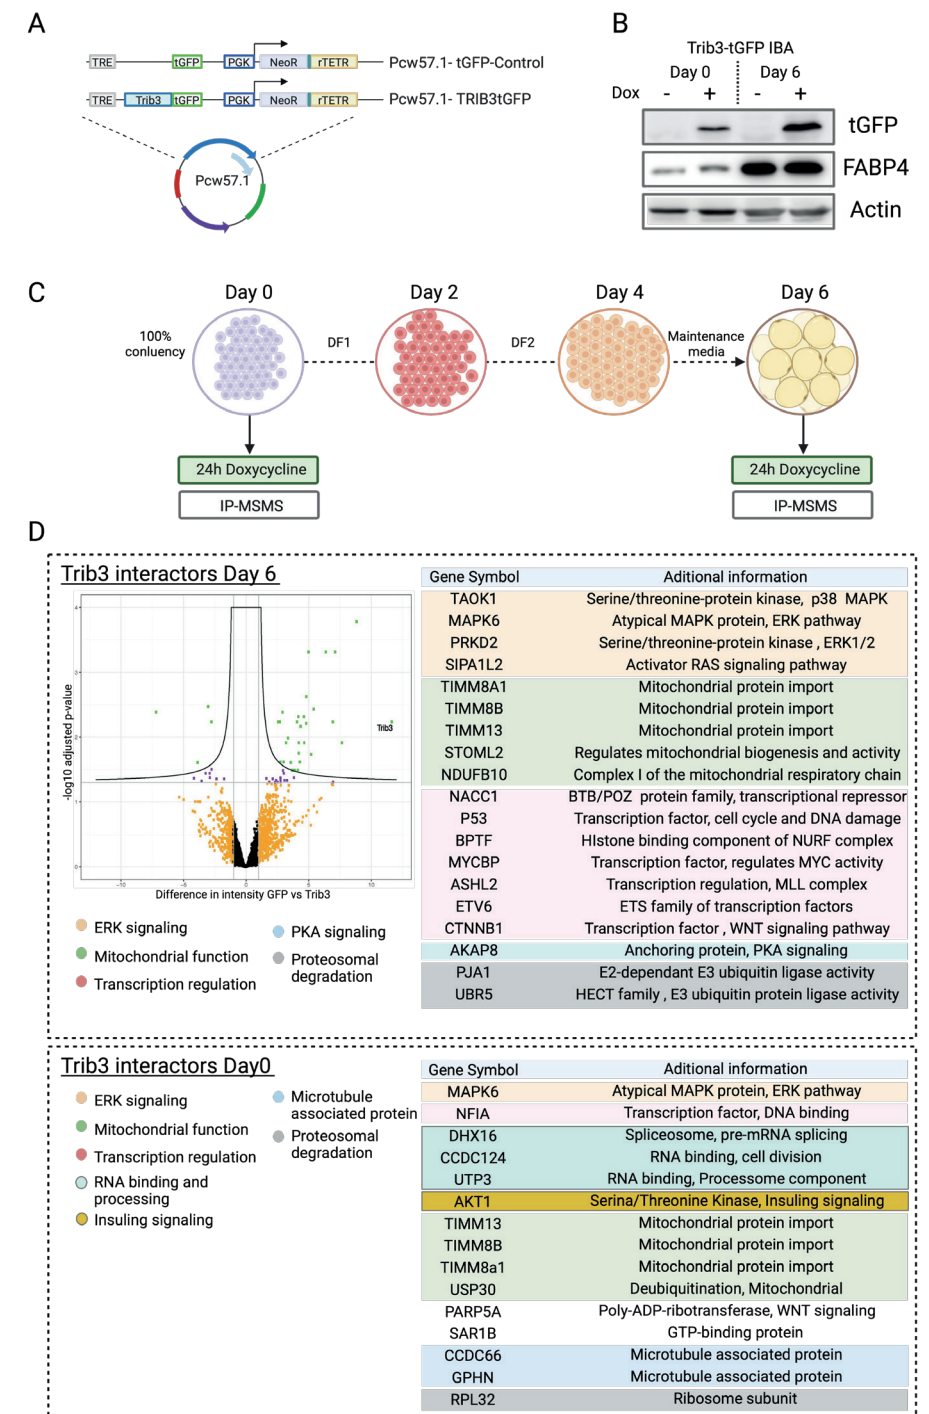 A
TRE tGFP PGK NeoR rTETR Pcw57.1- tGFP-Control
TRE Trib3 tGFP PGK NeoR rTETR Pcw57.1- TRIB3tGFP
Pcw57.1
B
Trib3-tGFP IBA
Day 0 Day 6
Dox - + - +
tGFP
FABP4
Actin
C
Day 0 Day 2 Day 4 Day 6
100%
conluency
DF1
DF2
Maintenance
media
24h Doxycycline
IP-MSMS
24h Doxycycline
IP-MSMS
D
Trib3 interactors Day 6
-log10 adjusted p-value
4
3
2
1
0
Trib3
-10 -5 0 5 10
Difference in intensity GFP vs Trib3
ERK signaling
Mitochondrial function
Transcription regulation
PKA signaling
Proteosomal
degradation
Gene Symbol Aditional information
TAOK1 Serine/threonine-protein kinase, p38 MAPK
MAPK6 Atypical MAPK protein, ERK pathway
PRKD2 Serine/threonine-protein kinase , ERK1/2
SIPA1L2 Activator RAS signaling pathway
TIMM8A1 Mitochondrial protein import
TIMM8B Mitochondrial protein import
TIMM13 Mitochondrial protein import
STOML2 Regulates mitochondrial biogenesis and activity
NDUFB10 Complex I of the mitochondrial respiratory chain
NACC1 BTB/POZ protein family, transcriptional repressor
P53 Transcription factor, cell cycle and DNA damage
BPTF HIstone binding component of NURF complex
MYCBP Transcription factor, regulates MYC activity
ASHL2 Transcription regulation, MLL complex
ETV6 ETS family of transcription factors
CTNNB1 Transcription factor , WNT signaling pathway
AKAP8 Anchoring protein, PKA signaling
PJA1 E2-dependent E3 ubiquitin ligase activity
UBR5 HECT family , E3 ubiquitin protein ligase activity
Trib3 interactors Day0
ERK signaling
Mitochondrial function
Transcription regulation
RNA binding and
processing
Insuling signaling
Microtubule
associated protein
Proteosomal
degradation
Gene Symbol Aditional information
MAPK6 Atypical MAPK protein, ERK pathway
NFIA Transcription factor, DNA binding
DHX16 Spliceosome, pre-mRNA splicing
CCDC124 RNA binding, cell division
UTP3 RNA binding, Processome component
AKT1 Serina/Threonine Kinase, Insuling signaling
TIMM13 Mitochondrial protein import
TIMM8B Mitochondrial protein import
TIMM8a1 Mitochondrial protein import
USP30 Deubiquitination, Mitochondrial
PARP5A Poly-ADP-ribotransferase, WNT signaling
SAR1B GTP-binding protein
CCDC66 Microtubule associated protein
GPHN Microtubule associated protein
RPL32 Ribosome subunit